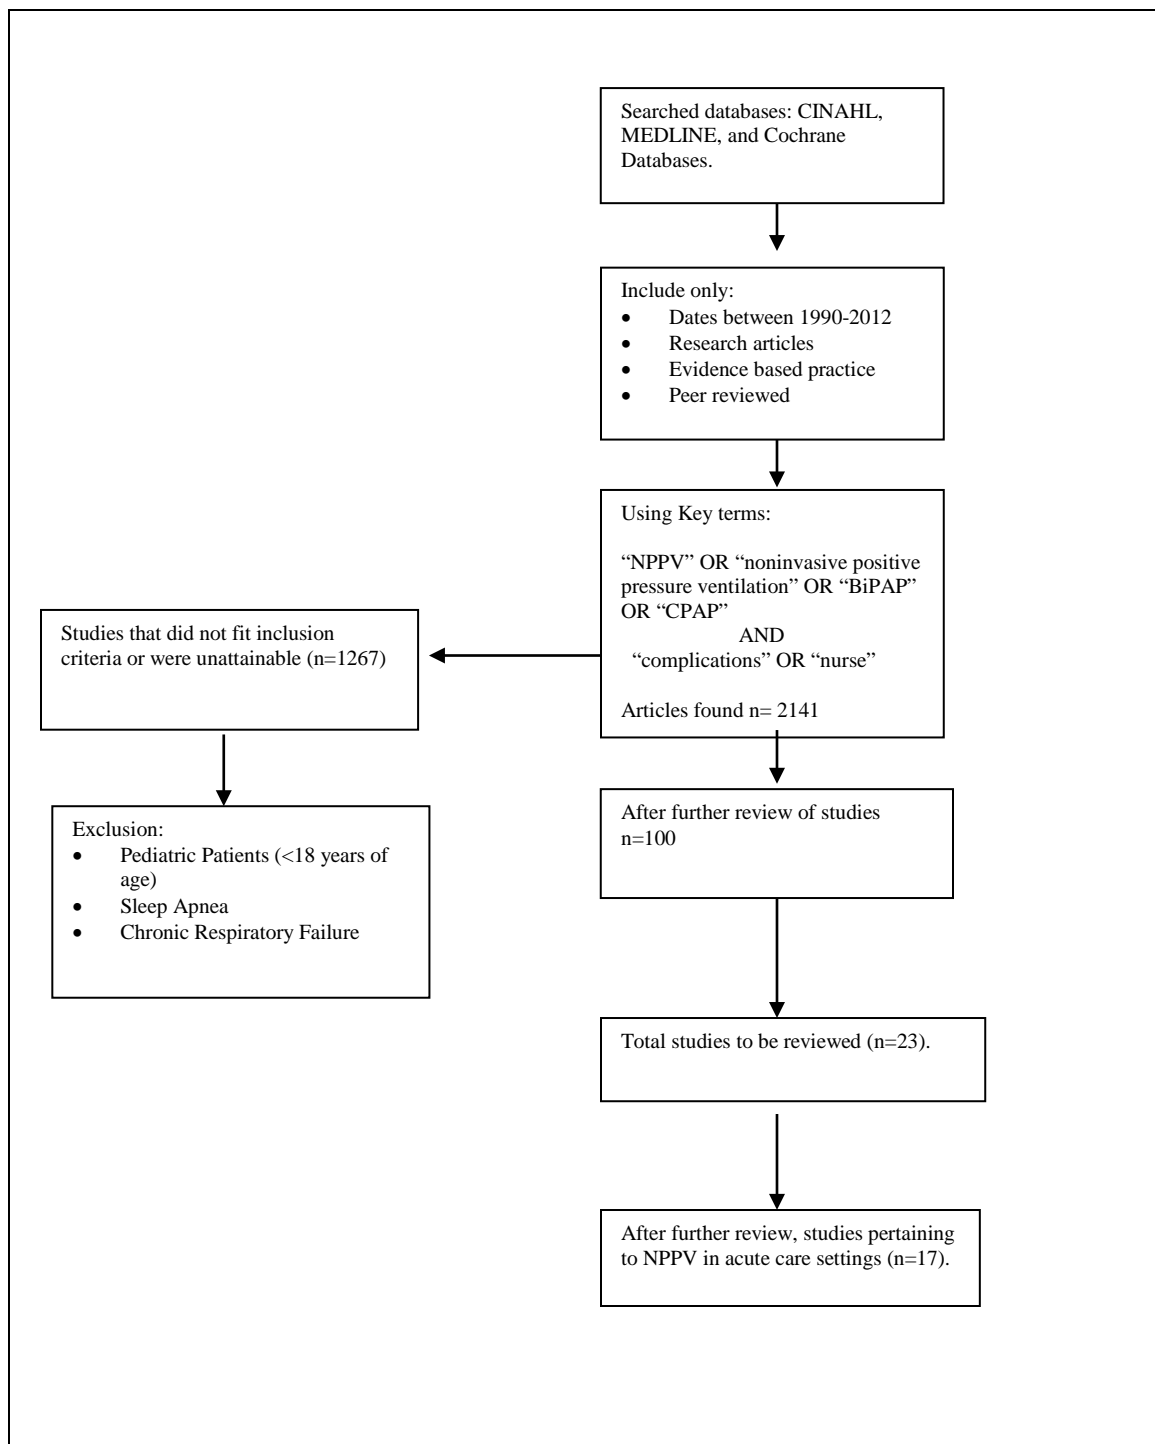 Searched databases: CINAHL,
MEDLINE, and Cochrane
Databases.
Include only:
• Dates between 1990-2012
• Research articles
• Evidence based practice
• Peer reviewed
Using Key terms:
“NPPV” OR “noninvasive positive
pressure ventilation” OR “BiPAP”
OR “CPAP”
AND
“complications” OR “nurse”
Articles found n= 2141
Studies that did not fit inclusion
criteria or were unattainable (n=1267)
Exclusion:
• Pediatric Patients (<18 years of
age)
• Sleep Apnea
• Chronic Respiratory Failure
After further review of studies
n=100
Total studies to be reviewed (n=23).
After further review, studies pertaining
to NPPV in acute care settings (n=17).